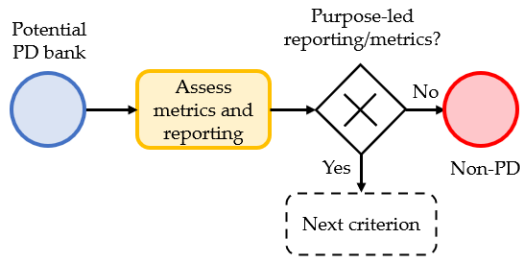 Potential
PD bank
Assess
metrics and
reporting
Purpose-led
reporting/metrics?
No
Non-PD
Yes
Next criterion